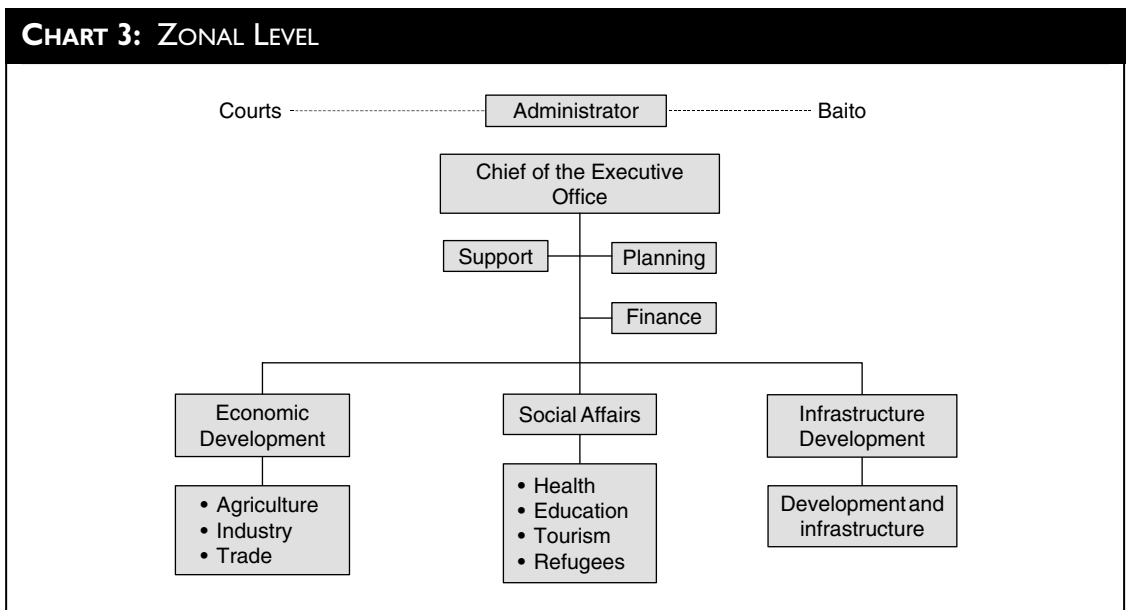 CHART 3: ZONAL LEVEL
Courts
Administrator
Baito
Chief of the Executive
Office
Support
Planning
Finance
Economic
Development
Social Affairs
Infrastructure
Development
• Agriculture
• Industry
• Trade
• Health
• Education
• Tourism
• Refugees
Development and
infrastructure